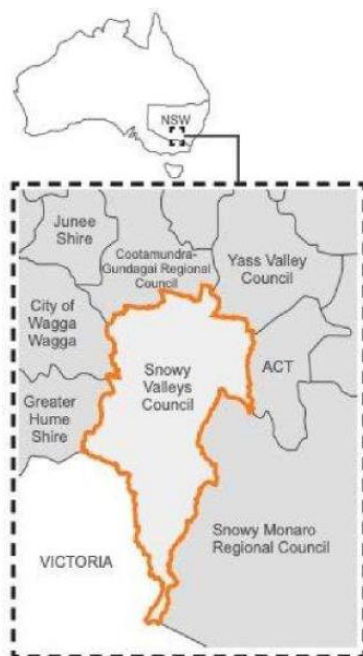 NSW
Junee
Shire
Cootamundra-
Gundagai Regional
Council
Yass Valley
Council
City of
Wagga
Wagga
Snowy
Valleys
Council
ACT
Greater
Hume
Shire
Snowy Monaro
Regional Council
VICTORIA